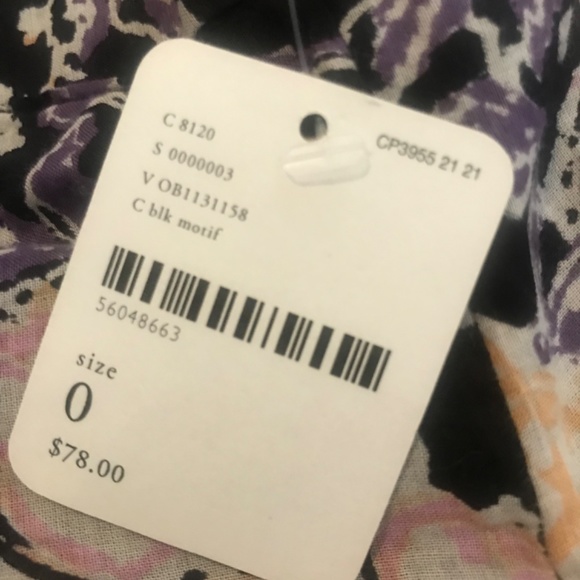 C 8120
S 0000003
V OB1131158
C blk motif
CP3955 21 21
56048663
size
0
$78.00